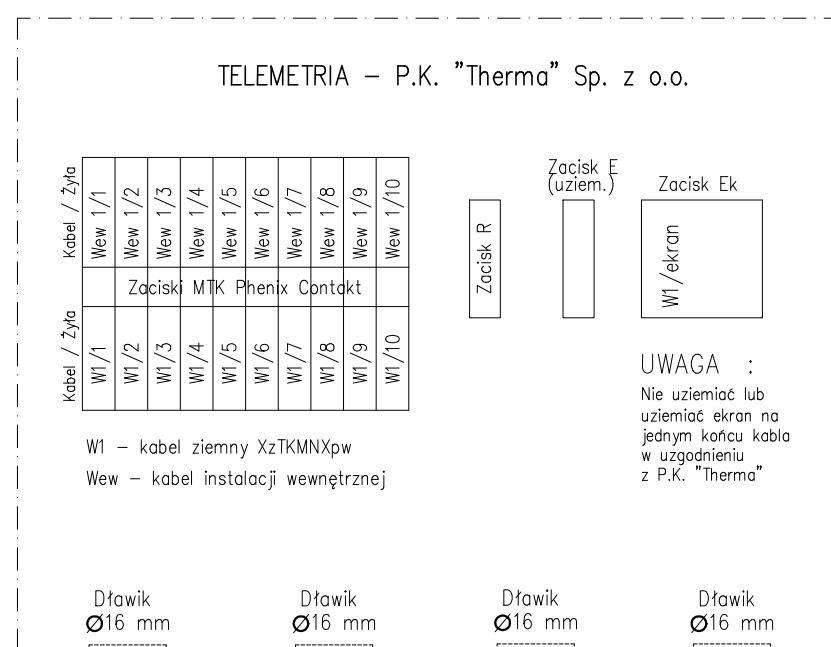 TELEMETRIA – P.K. "Therma" Sp. z o.o.
Kabel / Żyła
Wew 1/1
Wew 1/2
Wew 1/3
Wew 1/4
Wew 1/5
Wew 1/6
Wew 1/7
Wew 1/8
Wew 1/9
Wew 1/10
Zaciski MTK Phenix Contakt
Kabel / Żyła
W1/1
W1/2
W1/3
W1/4
W1/5
W1/6
W1/7
W1/8
W1/9
W1/10
Zacisk R
Zacisk E
(uziem.)
Zacisk Ek
W1/ekran
UWAGA :
Nie uziemiać lub
uziemiać ekran na
jednym końcu kabla
w uzgodnieniu
z P.K. "Therma"
W1 – kabel ziemny XzTKMNXpw
Wew – kabel instalacji wewnętrznej
Dławik
Ø16 mm
Dławik
Ø16 mm
Dławik
Ø16 mm
Dławik
Ø16 mm